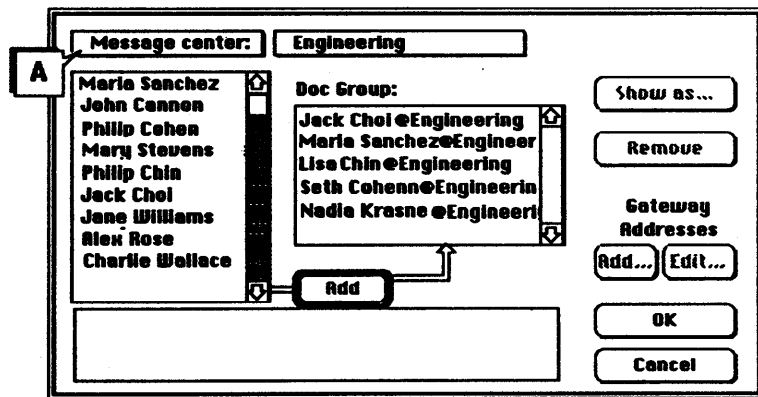 A
Message center: Engineering
Maria Sanchez
John Cannon
Philip Cohen
Mary Stevens
Philip Chin
Jack Choi
Jane Williams
Alex Rose
Charlie Wallace
Doc Group:
Jack Choi @Engineering
Maria Sanchez@Engineer
Lisa Chin @Engineering
Seth Cohenn@Engineerin
Nadia Krasne @Engineeri
Add
Show as...
Remove
Gateway
Addresses
Add... Edit...
OK
Cancel